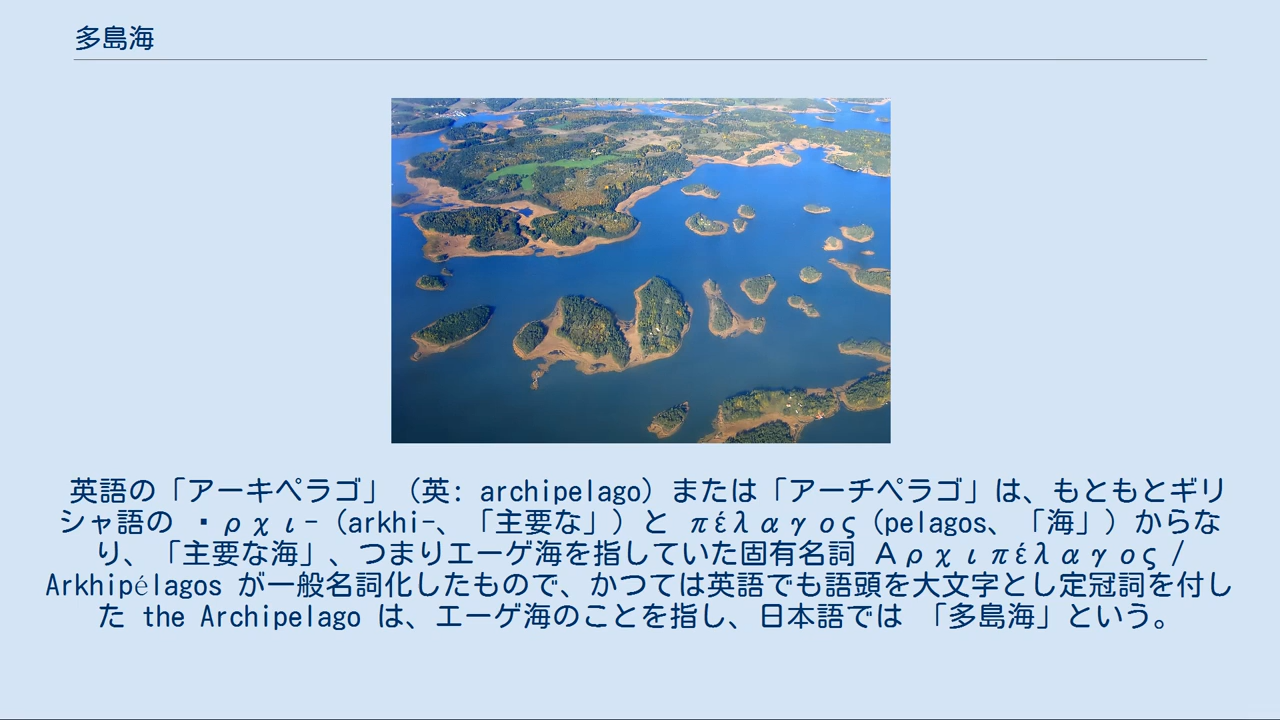 多島海
英語の「アーキペラゴ」（英: archipelago）または「アーチペラゴ」は、もともとギリ
シャ語の ・ρχι-（arkhi-、「主要な」）と πέλαγος（pelagos、「海」）からな
り、「主要な海」、つまりエーゲ海を指していた固有名詞 Αρχιπέλαγος /
Arkhipélagos が一般名詞化したもので、かつては英語でも語頭を大文字とし定冠詞を付し
た the Archipelago は、エーゲ海のことを指し、日本語では 「多島海」という。